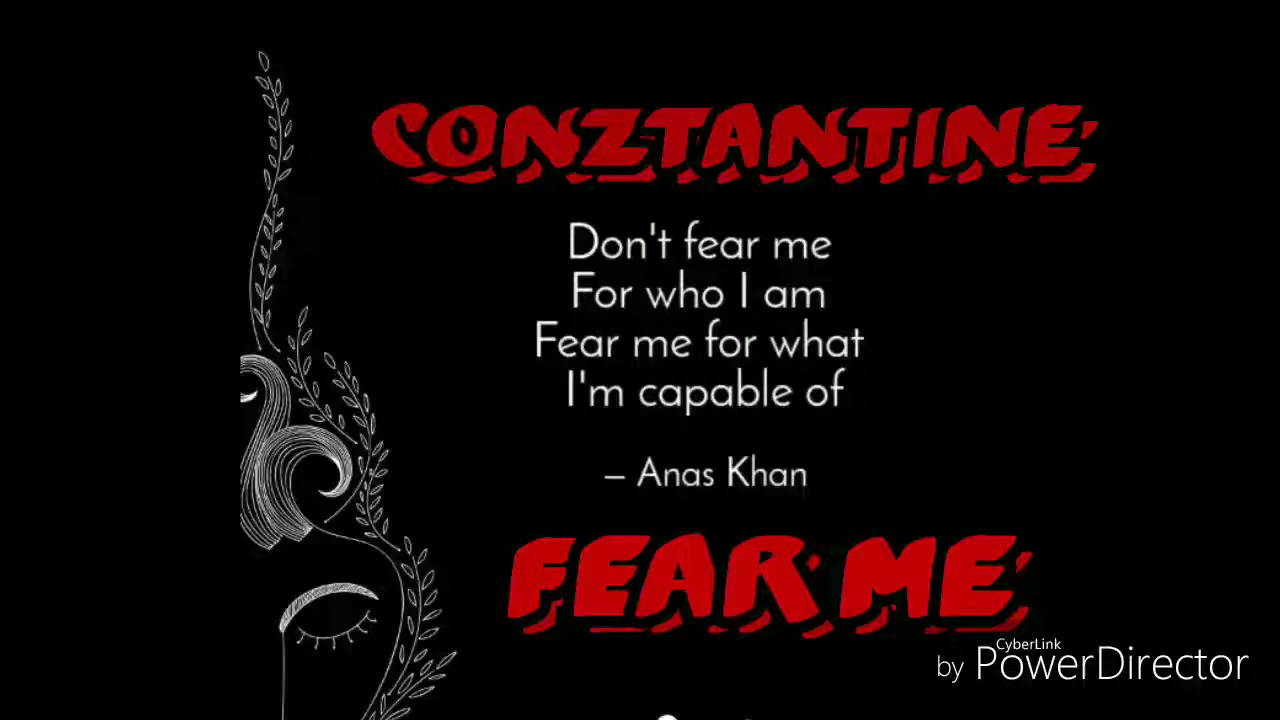 CONZTANTINE
Don't fear me
For who I am
Fear me for what
I'm capable of
– Anas Khan
FEAR ME
CyberLink
by PowerDirector